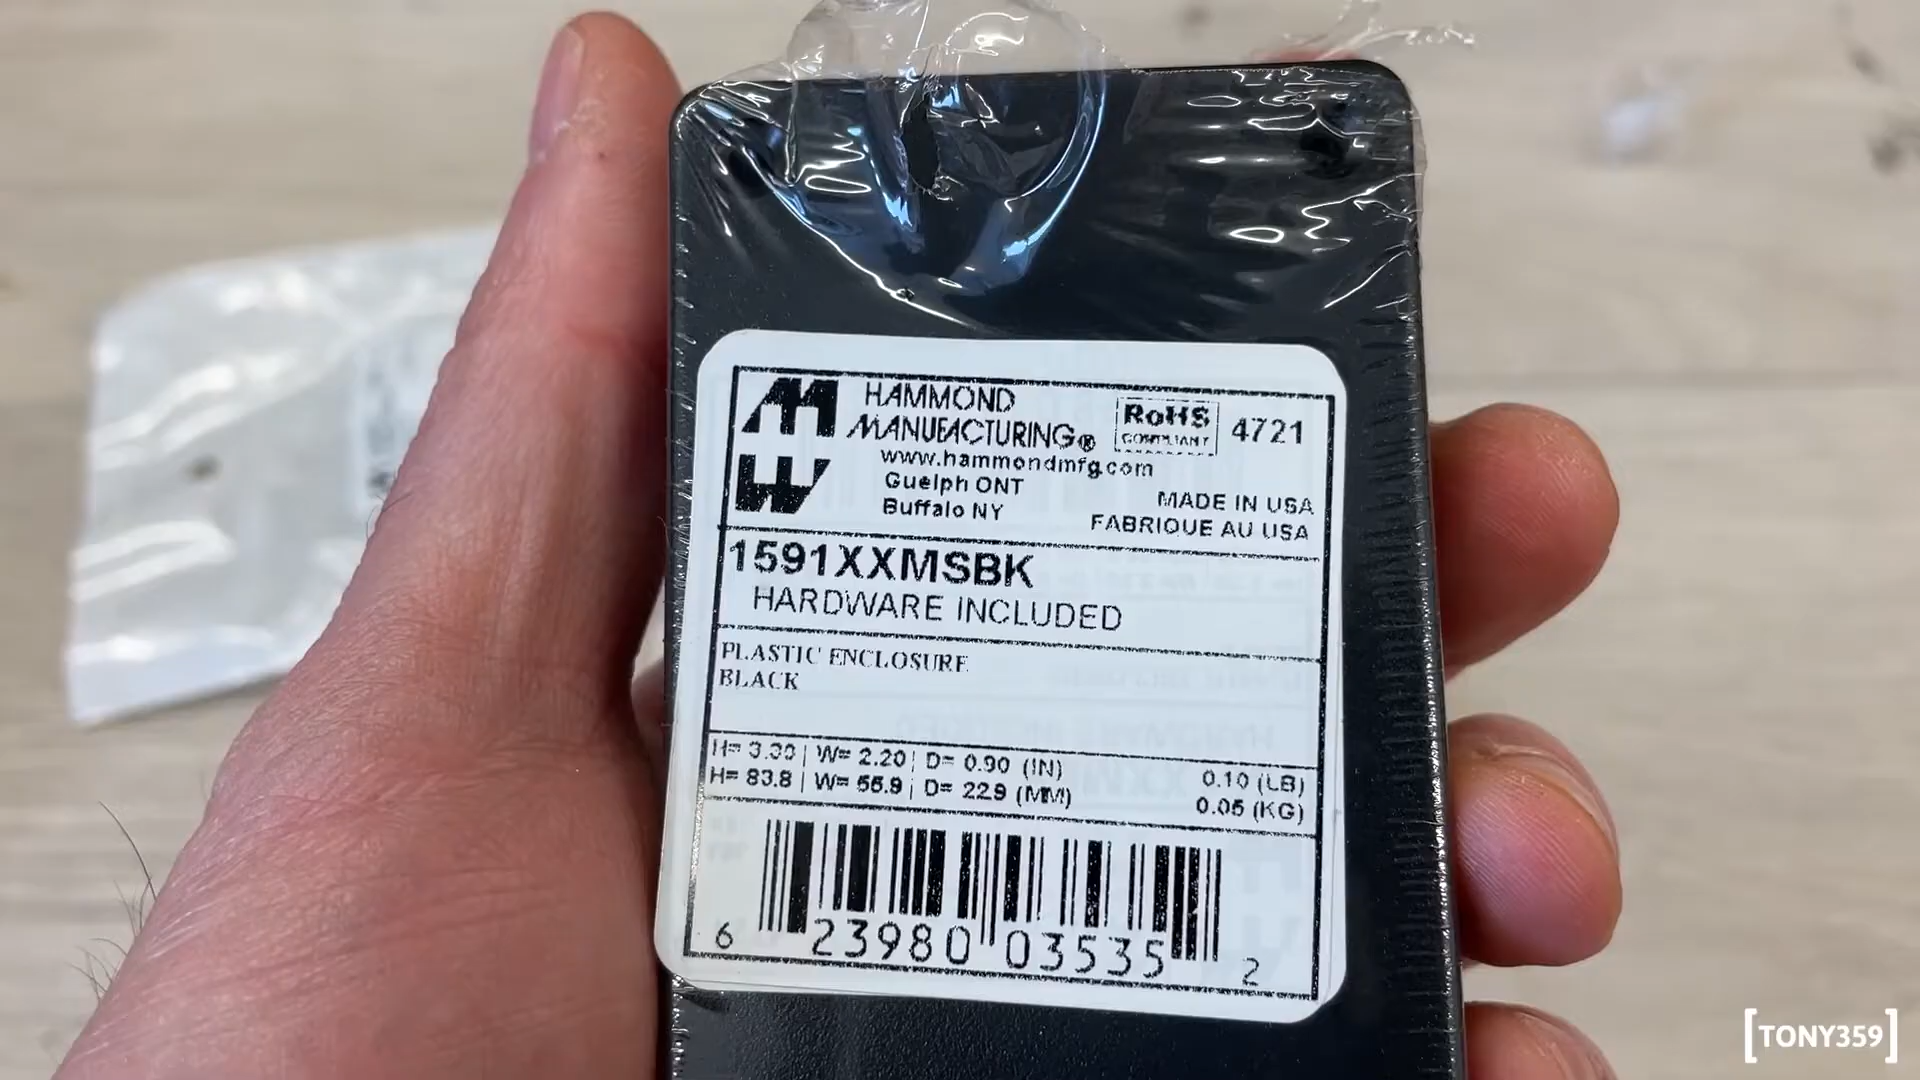 HAMMOND
MANUFACTURING®
RoHS
COMPLIANT
4721
www.hammondmfg.com
Guelph ONT
Buffalo NY
MADE IN USA
FABRIQUE AU USA
1591XXMSBK
HARDWARE INCLUDED
PLASTIC ENCLOSURE
BLACK
H= 3.30 | W= 2.20 | D= 0.90 (IN) 0.10 (LB)
H= 83.8 | W= 55.9 | D= 22.9 (MM) 0.05 (KG)
6 23980 03535 2
[TONY359]